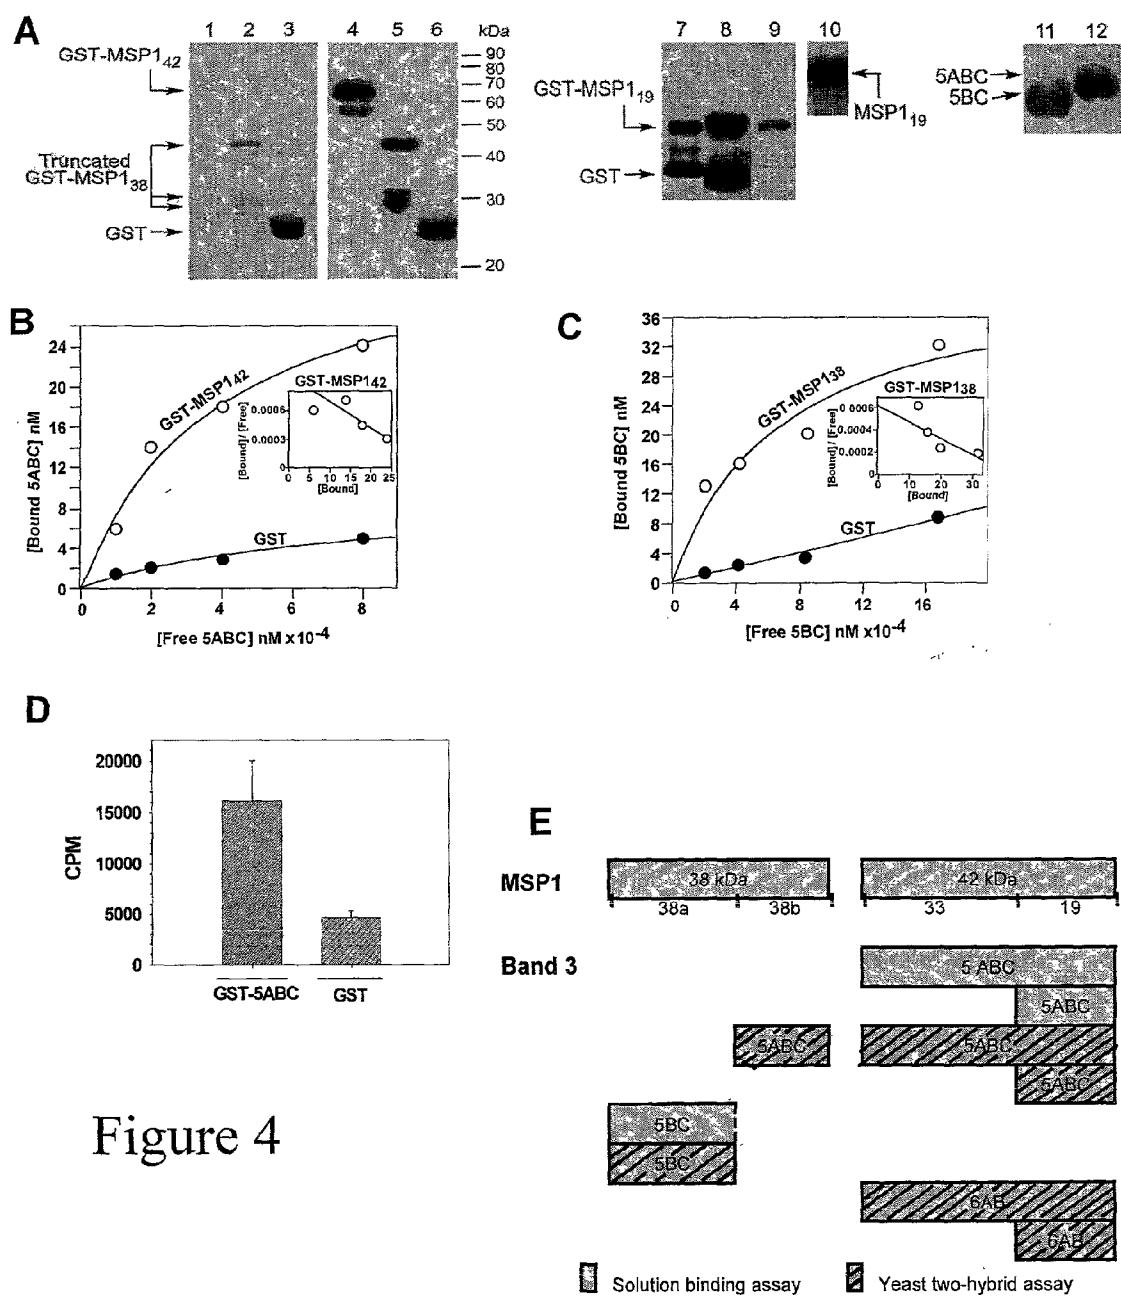 A
1 2 3 4 5 6 kDa
GST-MSP1₄₂
90
80
70
60
50
40
30
20
Truncated
GST-MSP1₃₈
GST
7 8 9 10
GST-MSP1₁₉
GST
MSP1₁₉
11 12
5ABC
5BC
B
[Bound 5ABC] nM
24
20
16
12
8
4
0
0 2 4 6 8
[Free 5ABC] nM x10⁻⁴
GST-MSP1₄₂
GST
GST-MSP1₄₂
[Bound]/ [Free]
0.0006
0.0003
0
0 5 10 15 20 25
[Bound]
C
[Bound 5BC] nM
36
32
28
24
20
16
12
8
4
0
0 4 8 12 16
[Free 5BC] nM x10⁻⁴
GST-MSP1₃₈
GST
GST-MSP1₃₈
[Bound]/ [Free]
0.0006
0.0004
0.0002
0 10 20 30
[Bound]
D
CPM
20000
15000
10000
5000
0
GST-5ABC GST
E
MSP1
38 kDa 42 kDa
38a 38b 33 19
Band 3
5 ABC
5ABC
5ABC 5ABC
5ABC
5BC
5BC
6AB
6AB
Solution binding assay Yeast two-hybrid assay
Figure 4